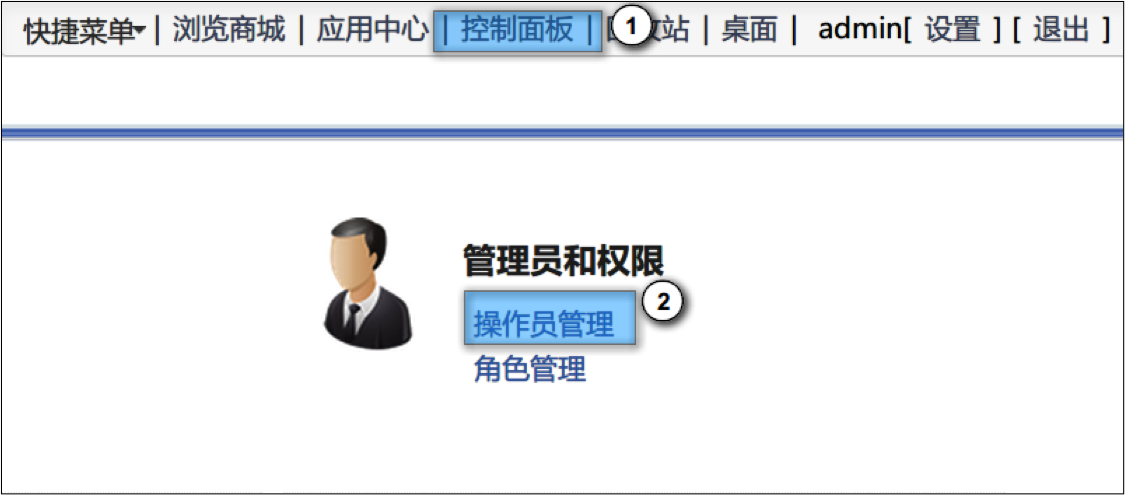 快捷菜单 | 浏览商城 | 应用中心 | 控制面板 | 站 | 桌面 | admin[ 设置 ] [ 退出 ]
1
管理员和权限
操作员管理
2
角色管理